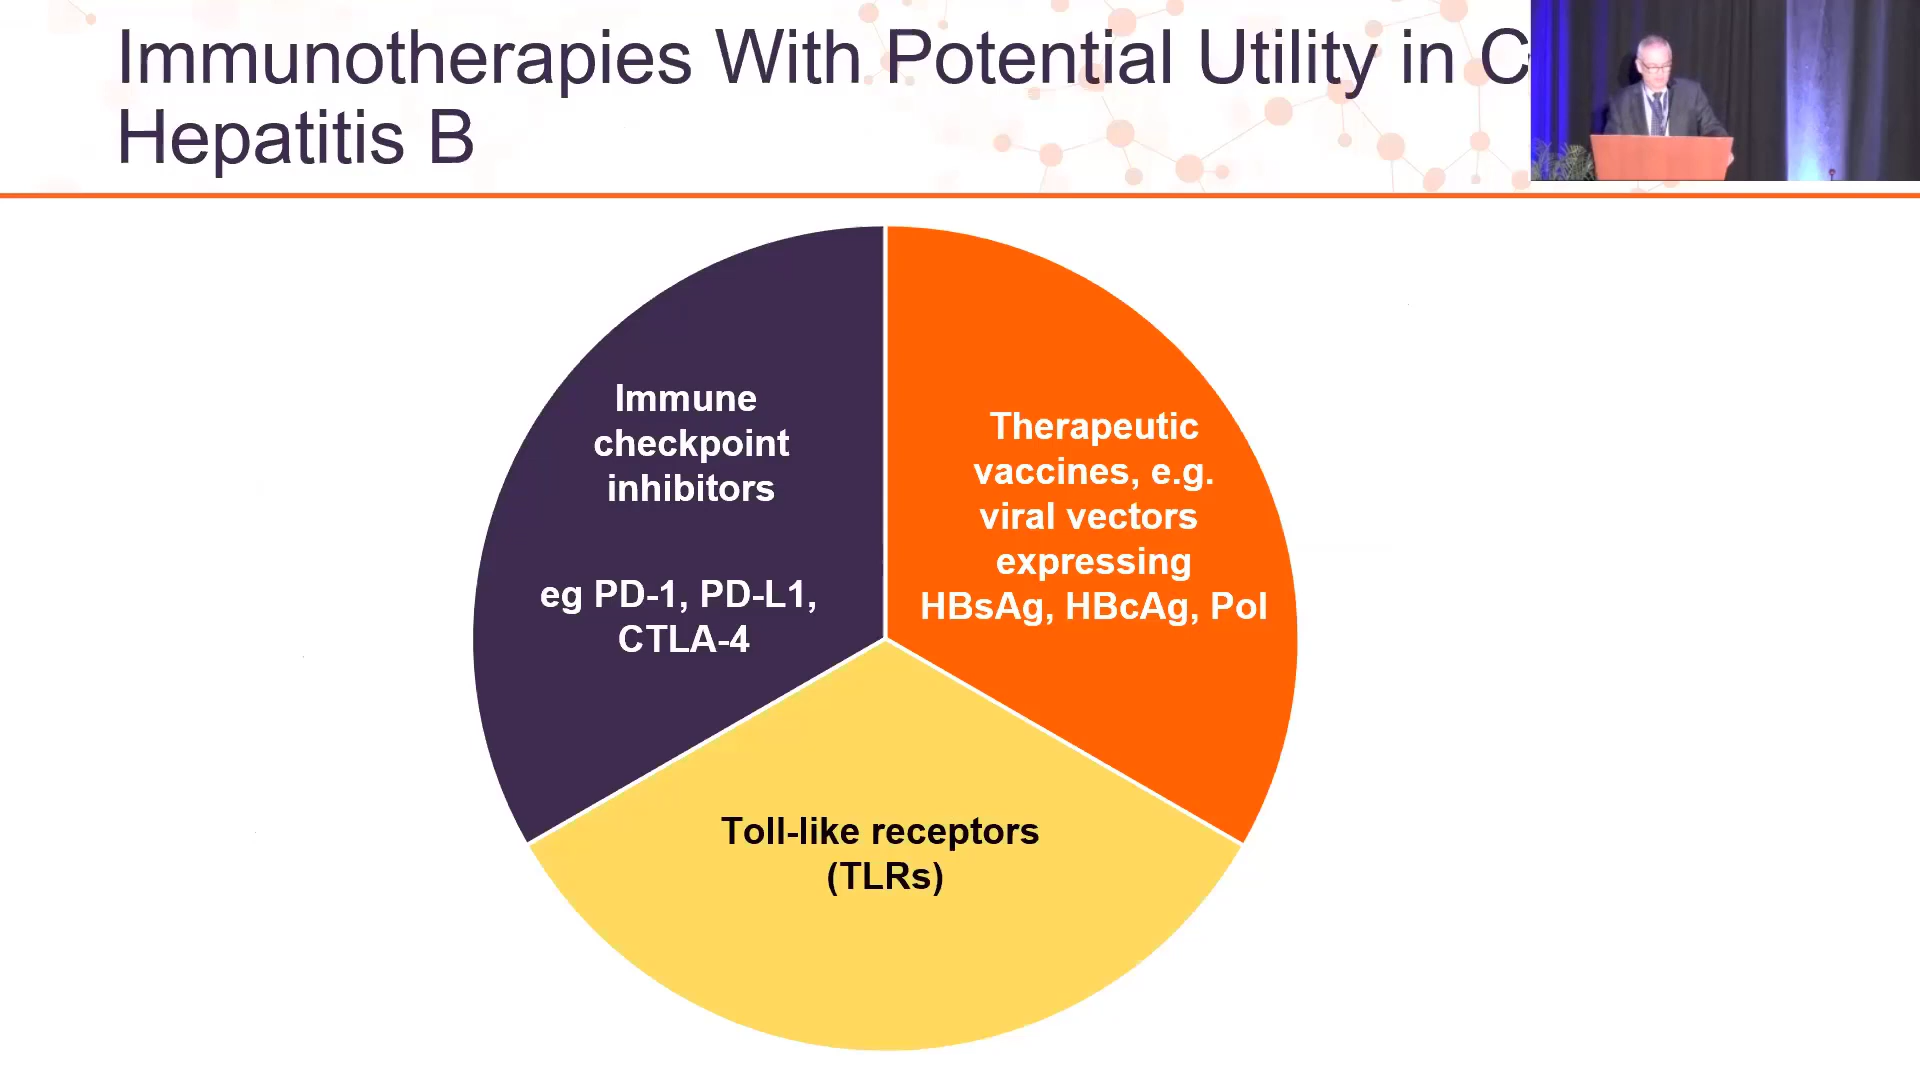 Immunotherapies With Potential Utility in C
Hepatitis B
Immune
checkpoint
inhibitors
eg PD-1, PD-L1,
CTLA-4
Therapeutic
vaccines, e.g.
viral vectors
expressing
HBsAg, HBcAg, Pol
Toll-like receptors
(TLRs)